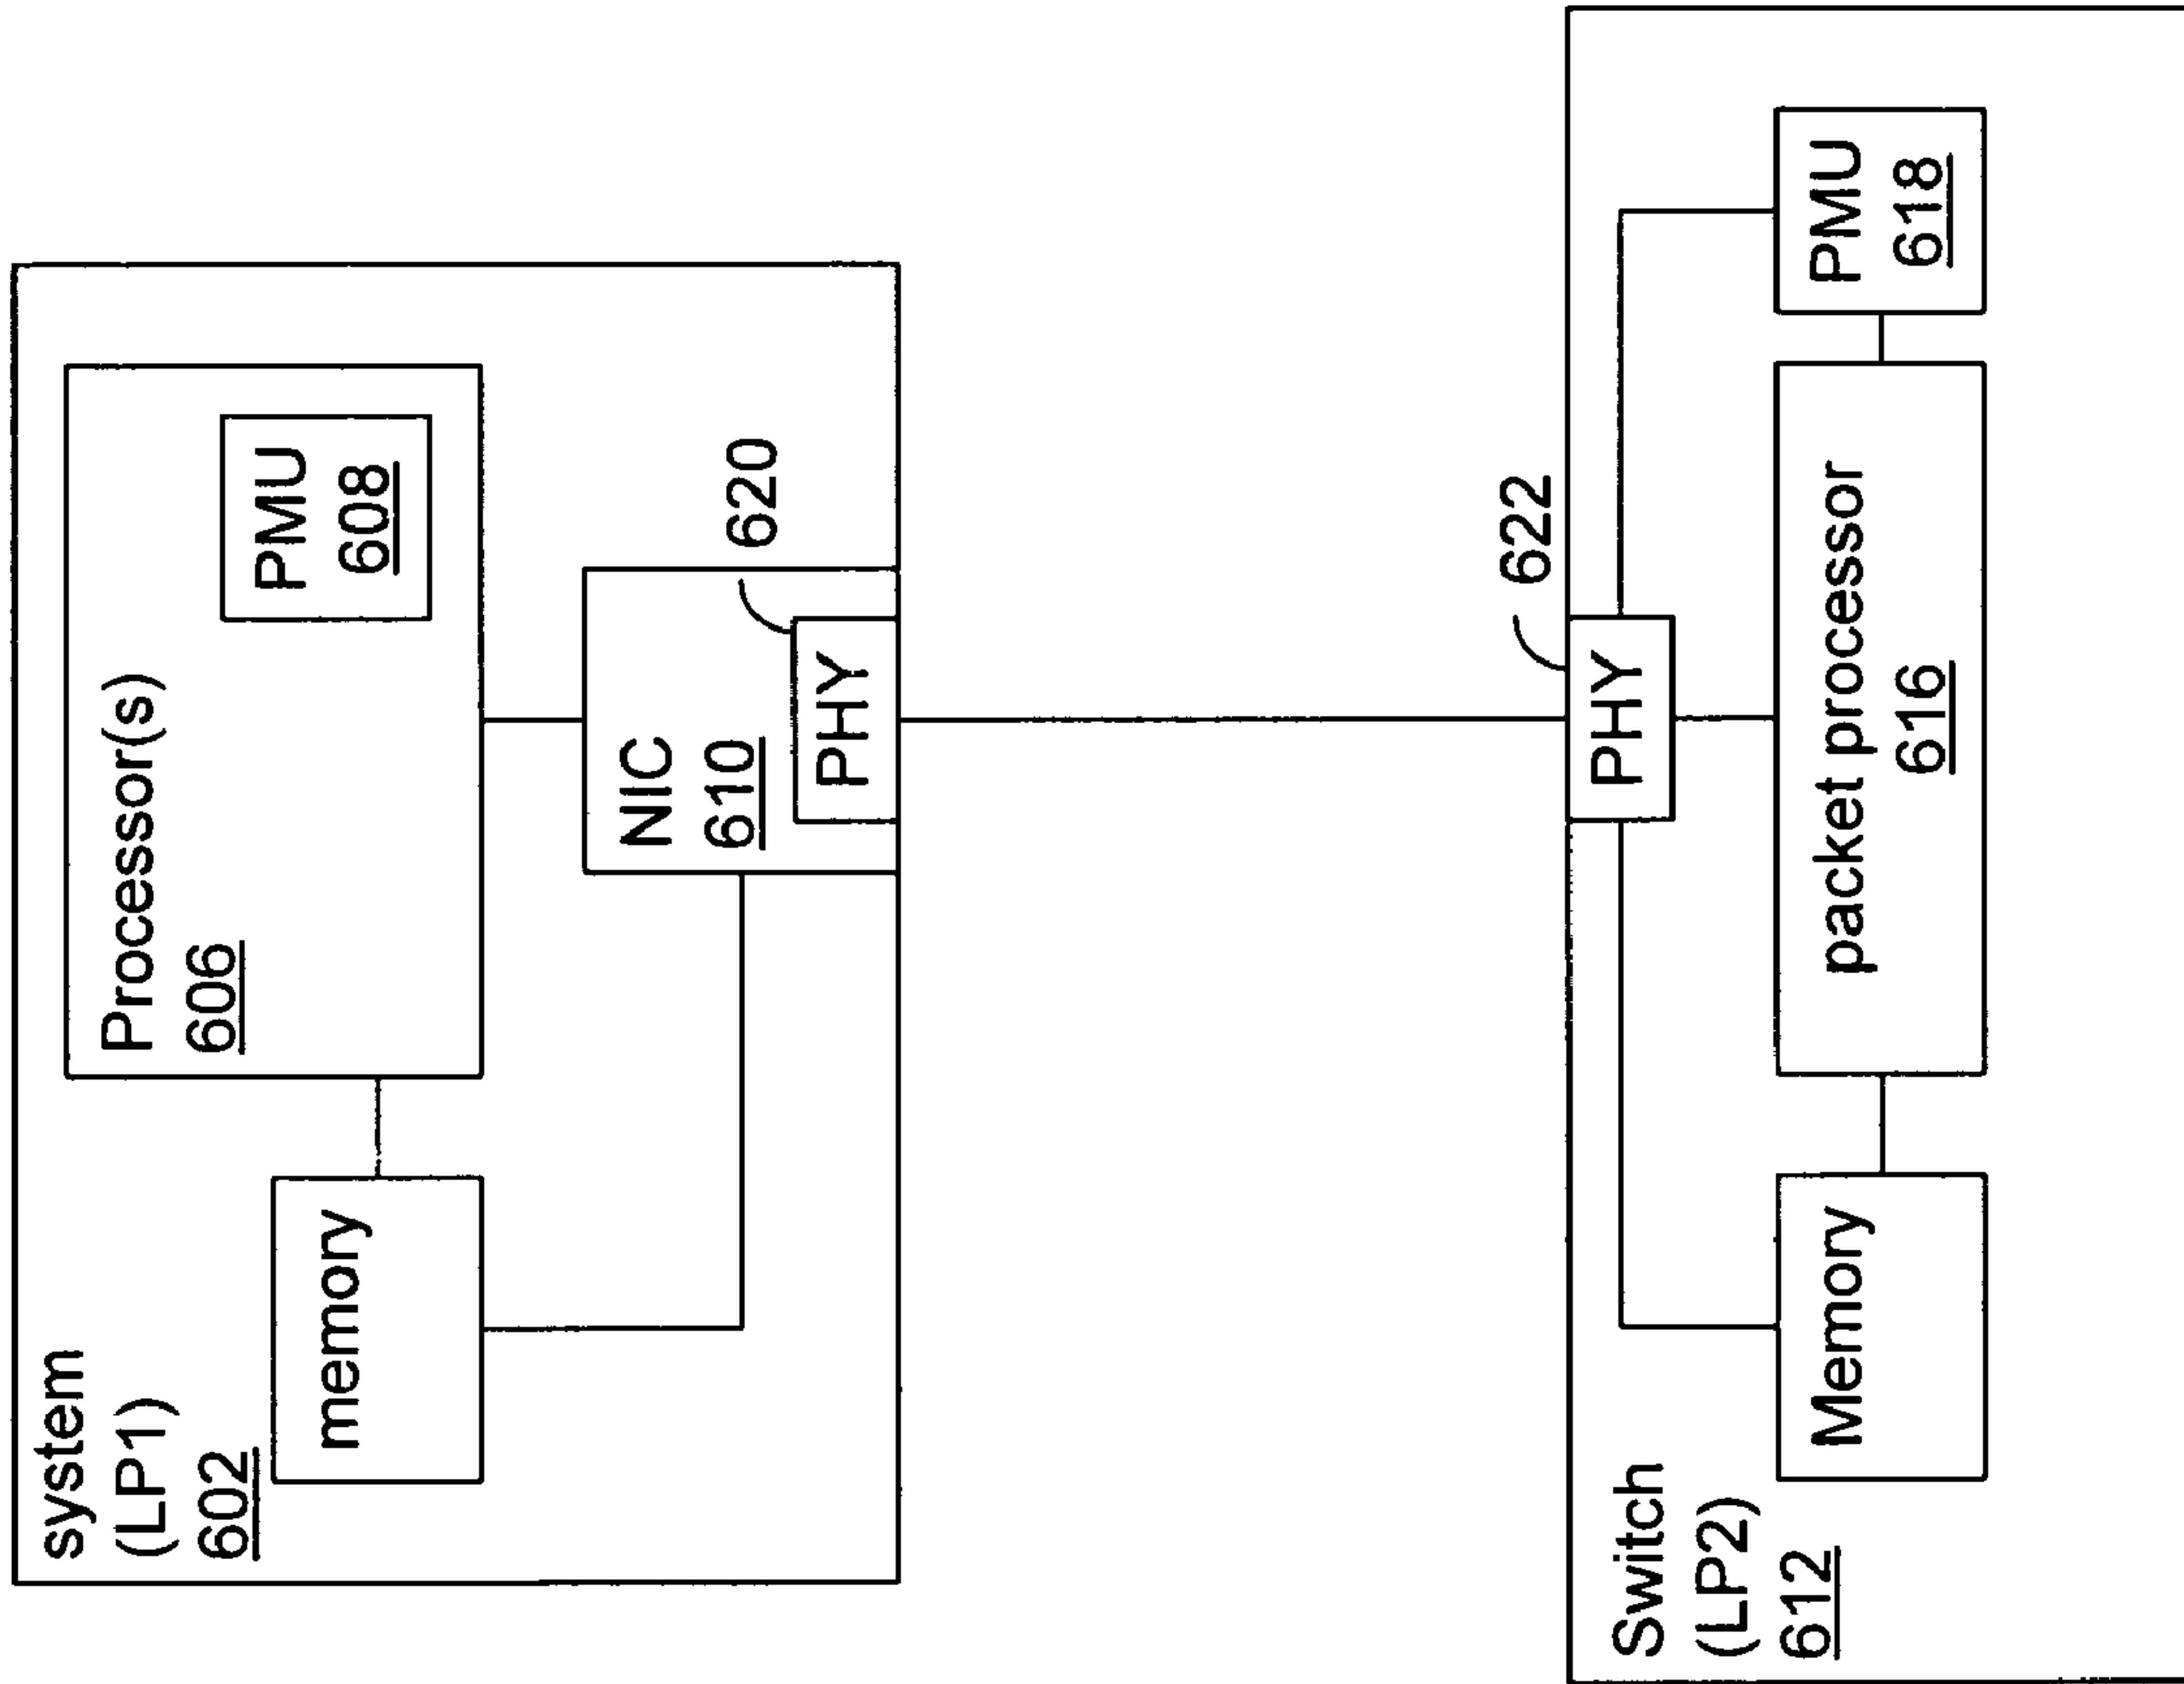 system
(LP1)
602
memory
Processor(s)
606
PMU
608
NIC
610
PHY
620
Switch
(LP2)
612
Memory
PHY
622
packet processor
616
PMU
618